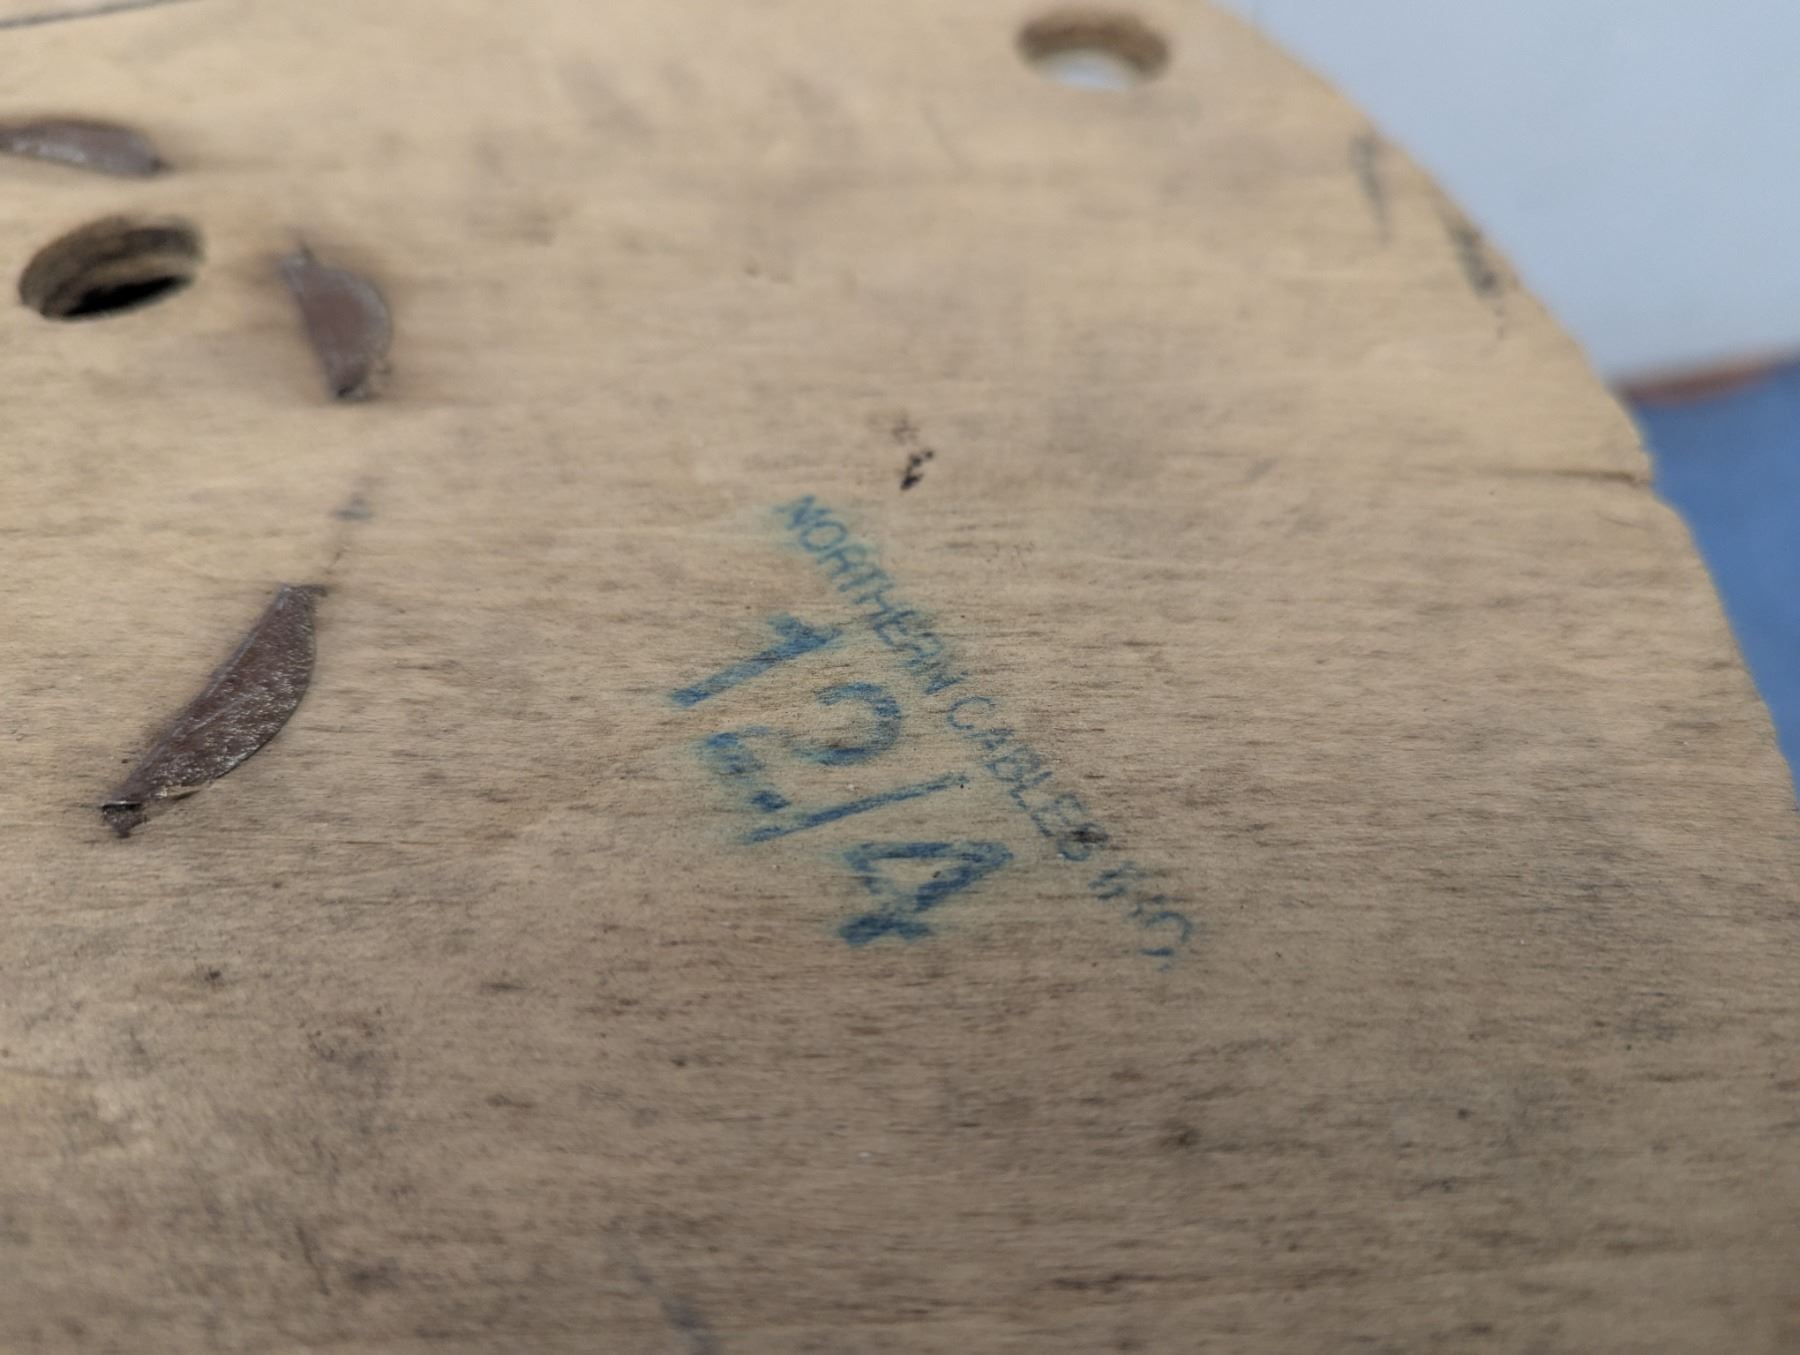 NORTHERN CABLES INC.
12/4